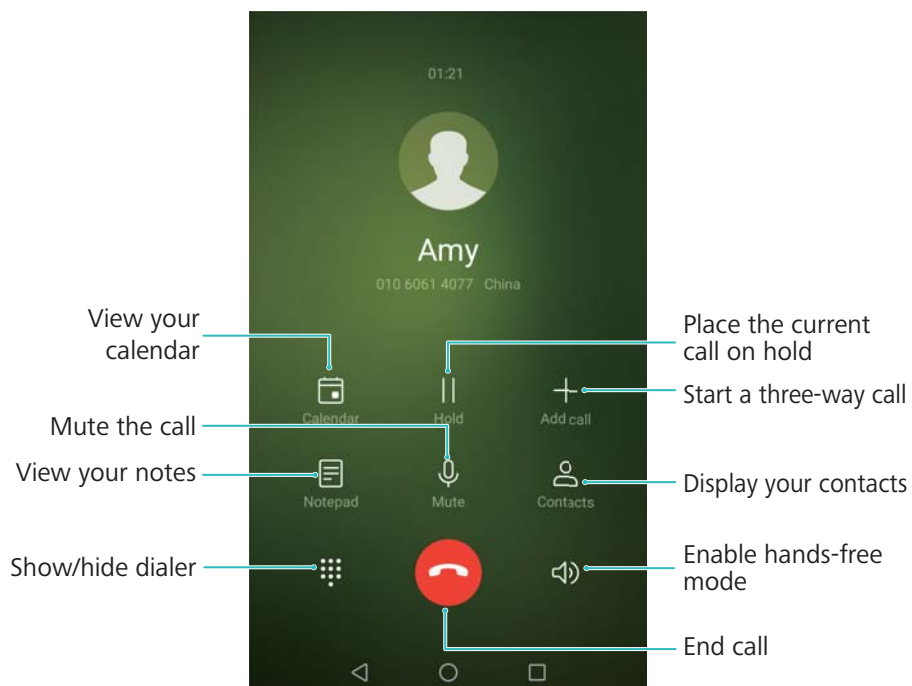 01:21
Amy
010 6061 4077 China
View your
calendar
Place the current
call on hold
Start a three-way call
Calendar
Hold
Add call
Mute the call
View your notes
Display your contacts
Notepad
Mute
Contacts
Show/hide dialer
Enable hands-free
mode
End call